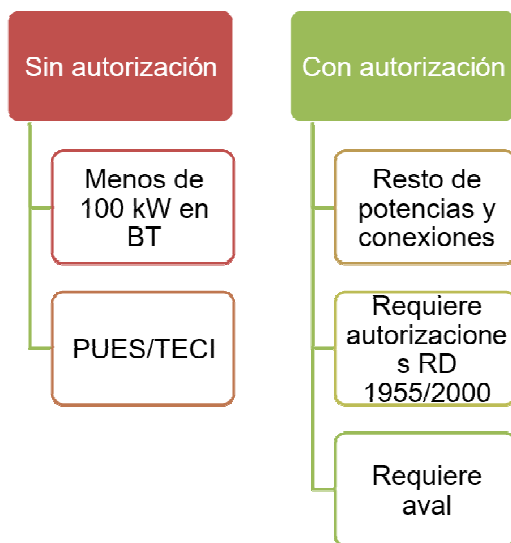 Sin autorización
Menos de
100 kW en
BT
PUES/TECI
Con autorización
Resto de
potencias y
conexiones
Requiere
autorizacione
s RD
1955/2000
Requiere
aval